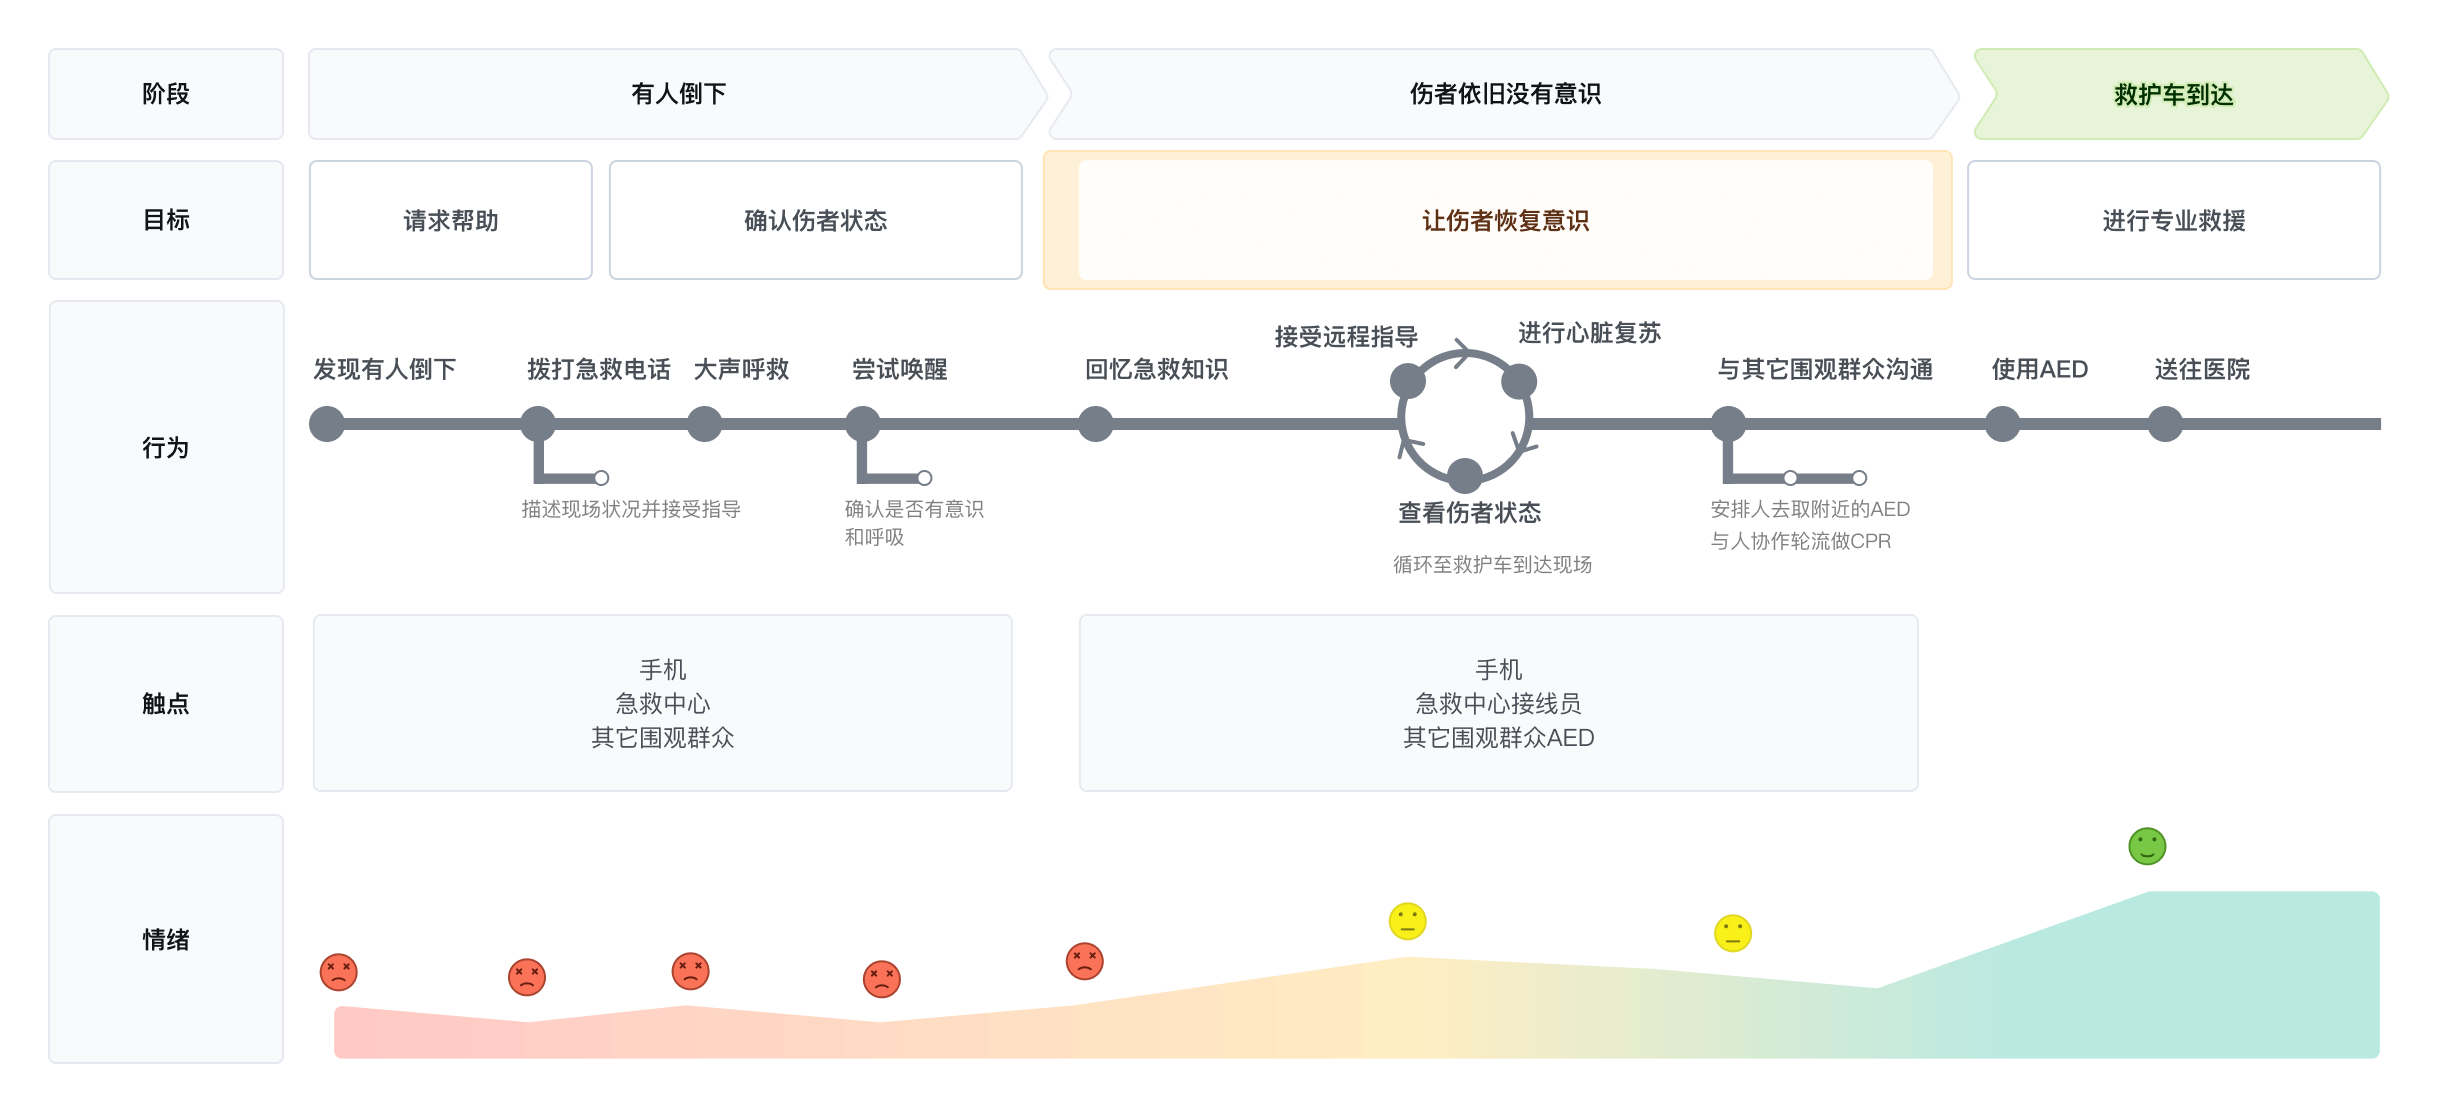 阶段
有人倒下
伤者依旧没有意识
救护车到达
目标
请求帮助
确认伤者状态
让伤者恢复意识
进行专业救援
行为
发现有人倒下
拨打急救电话
大声呼救
尝试唤醒
回忆急救知识
接受远程指导
进行心脏复苏
与其它围观群众沟通
使用AED
送往医院
描述现场状况并接受指导
确认是否有意识
和呼吸
查看伤者状态
循环至救护车到达现场
安排人去取附近的AED
与人协作轮流做CPR
触点
手机
急救中心
其它围观群众
手机
急救中心接线员
其它围观群众AED
情绪